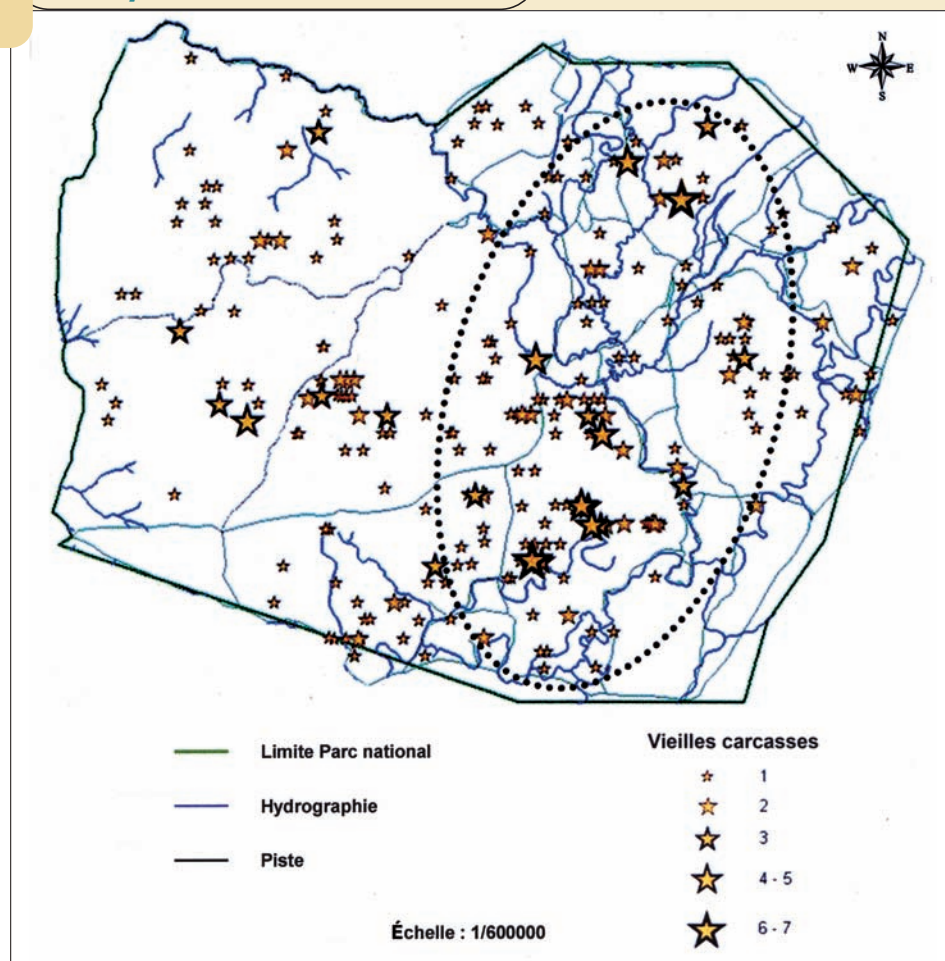 N
W E
S
Limite Parc national
Hydrographie
Piste
Échelle : 1/600000
Vieilles carcasses
1
2
3
4 - 5
6 - 7